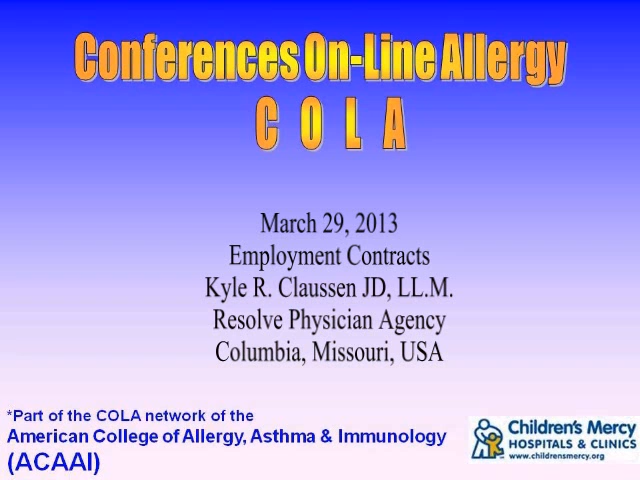 Conferences On-Line Allergy
C O L A
March 29, 2013
Employment Contracts
Kyle R. Claussen JD, LL.M.
Resolve Physician Agency
Columbia, Missouri, USA
*Part of the COLA network of the
American College of Allergy, Asthma & Immunology
(ACAAI)
Children's Mercy
HOSPITALS & CLINICS
www.childrensmercy.org